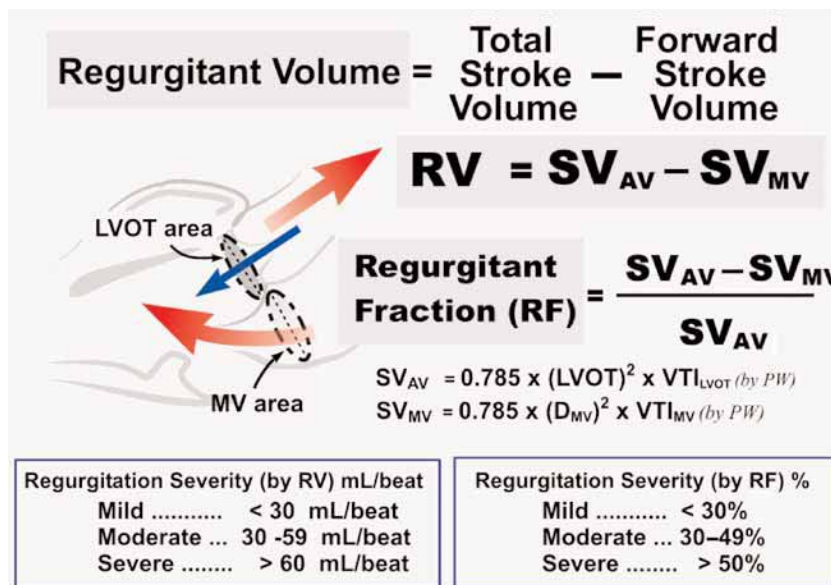 Regurgitant Volume = Total Stroke Volume – Forward Stroke Volume
RV = SVAV – SVMV
LVOT area
MV area
Regurgitant Fraction (RF) = SVAV – SVMV
SVAV
SVAV = 0.785 x (LVOT)² x VTILVOT (by PW)
SVMV = 0.785 x (DMV)² x VTIMV (by PW)
Regurgitation Severity (by RV) mL/beat
Mild ........... < 30 mL/beat
Moderate ... 30 -59 mL/beat
Severe ........ > 60 mL/beat
Regurgitation Severity (by RF) %
Mild ........... < 30%
Moderate ... 30–49%
Severe ........ > 50%